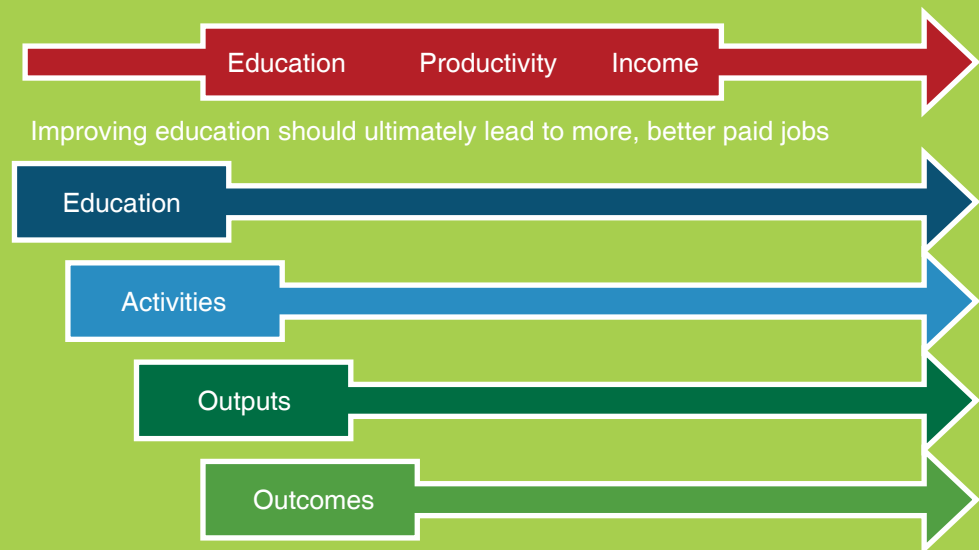 Education Productivity Income
Improving education should ultimately lead to more, better paid jobs
Education
Activities
Outputs
Outcomes